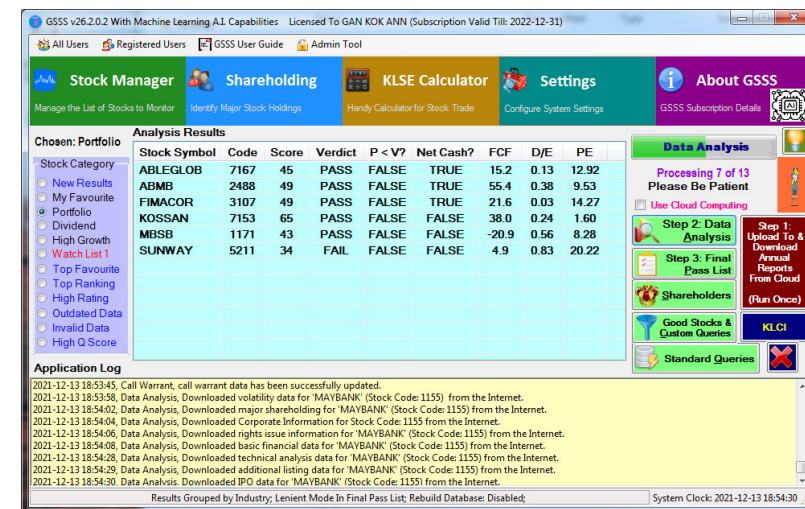 GSSS v26.2.0.2 With Machine Learning A.I. Capabilities Licensed To GAN KOK ANN (Subscription Valid Till: 2022-12-31)
All Users Registered Users GSSS User Guide Admin Tool
Stock Manager Shareholding KLSE Calculator Settings About GSSS
Manage the List of Stocks to Monitor Identify Major Stock Holdings Handy Calculator for Stock Trade Configure System Settings GSSS Subscription Details
AI
Chosen: Portfolio
Stock Category
New Results
My Favourite
Portfolio
Dividend
High Growth
Watch List 1
Top Favourite
Top Ranking
High Rating
Outdated Data
Invalid Data
High Q Score
Analysis Results
Stock Symbol Code Score Verdict P < V? Net Cash? FCF D/E PE
ABLEGLOB 7167 45 PASS FALSE TRUE 15.2 0.13 12.92
ABMB 2488 49 PASS FALSE TRUE 55.4 0.38 9.53
FIMACOR 3107 49 PASS FALSE TRUE 21.6 0.03 14.27
KOSSAN 7153 65 PASS FALSE FALSE 38.0 0.24 1.60
MBSB 1171 43 PASS FALSE FALSE -20.9 0.56 8.28
SUNWAY 5211 34 FAIL FALSE FALSE 4.9 0.83 20.22
Data Analysis
Processing 7 of 13
Please Be Patient
Use Cloud Computing
Step 2: Data
Analysis
Step 3: Final
Pass List
Shareholders
Good Stocks &
Custom Queries
Standard Queries
Step 1:
Upload To &
Download
Annual
Reports
From Cloud
(Run Once)
KLCI
Application Log
2021-12-13 18:53:45, Call Warrant, call warrant data has been successfully updated.
2021-12-13 18:53:58, Data Analysis, Downloaded volatility data for 'MAYBANK' (Stock Code: 1155) from the Internet.
2021-12-13 18:54:02, Data Analysis, Downloaded major shareholding for 'MAYBANK' (Stock Code: 1155) from the Internet.
2021-12-13 18:54:04, Data Analysis, Downloaded Corporate Information for Stock Code: 1155 from the Internet.
2021-12-13 18:54:06, Data Analysis, Downloaded rights issue information for 'MAYBANK' (Stock Code: 1155) from the Internet.
2021-12-13 18:54:08, Data Analysis, Downloaded basic financial data for 'MAYBANK' (Stock Code: 1155) from the Internet.
2021-12-13 18:54:28, Data Analysis, Downloaded technical analysis data for 'MAYBANK' (Stock Code: 1155) from the Internet.
2021-12-13 18:54:29, Data Analysis, Downloaded additional listing data for 'MAYBANK' (Stock Code: 1155) from the Internet.
2021-12-13 18:54:30, Data Analysis, Downloaded IPO data for 'MAYBANK' (Stock Code: 1155) from the Internet.
Results Grouped by Industry; Lenient Mode In Final Pass List; Rebuild Database: Disabled; System Clock: 2021-12-13 18:54:30